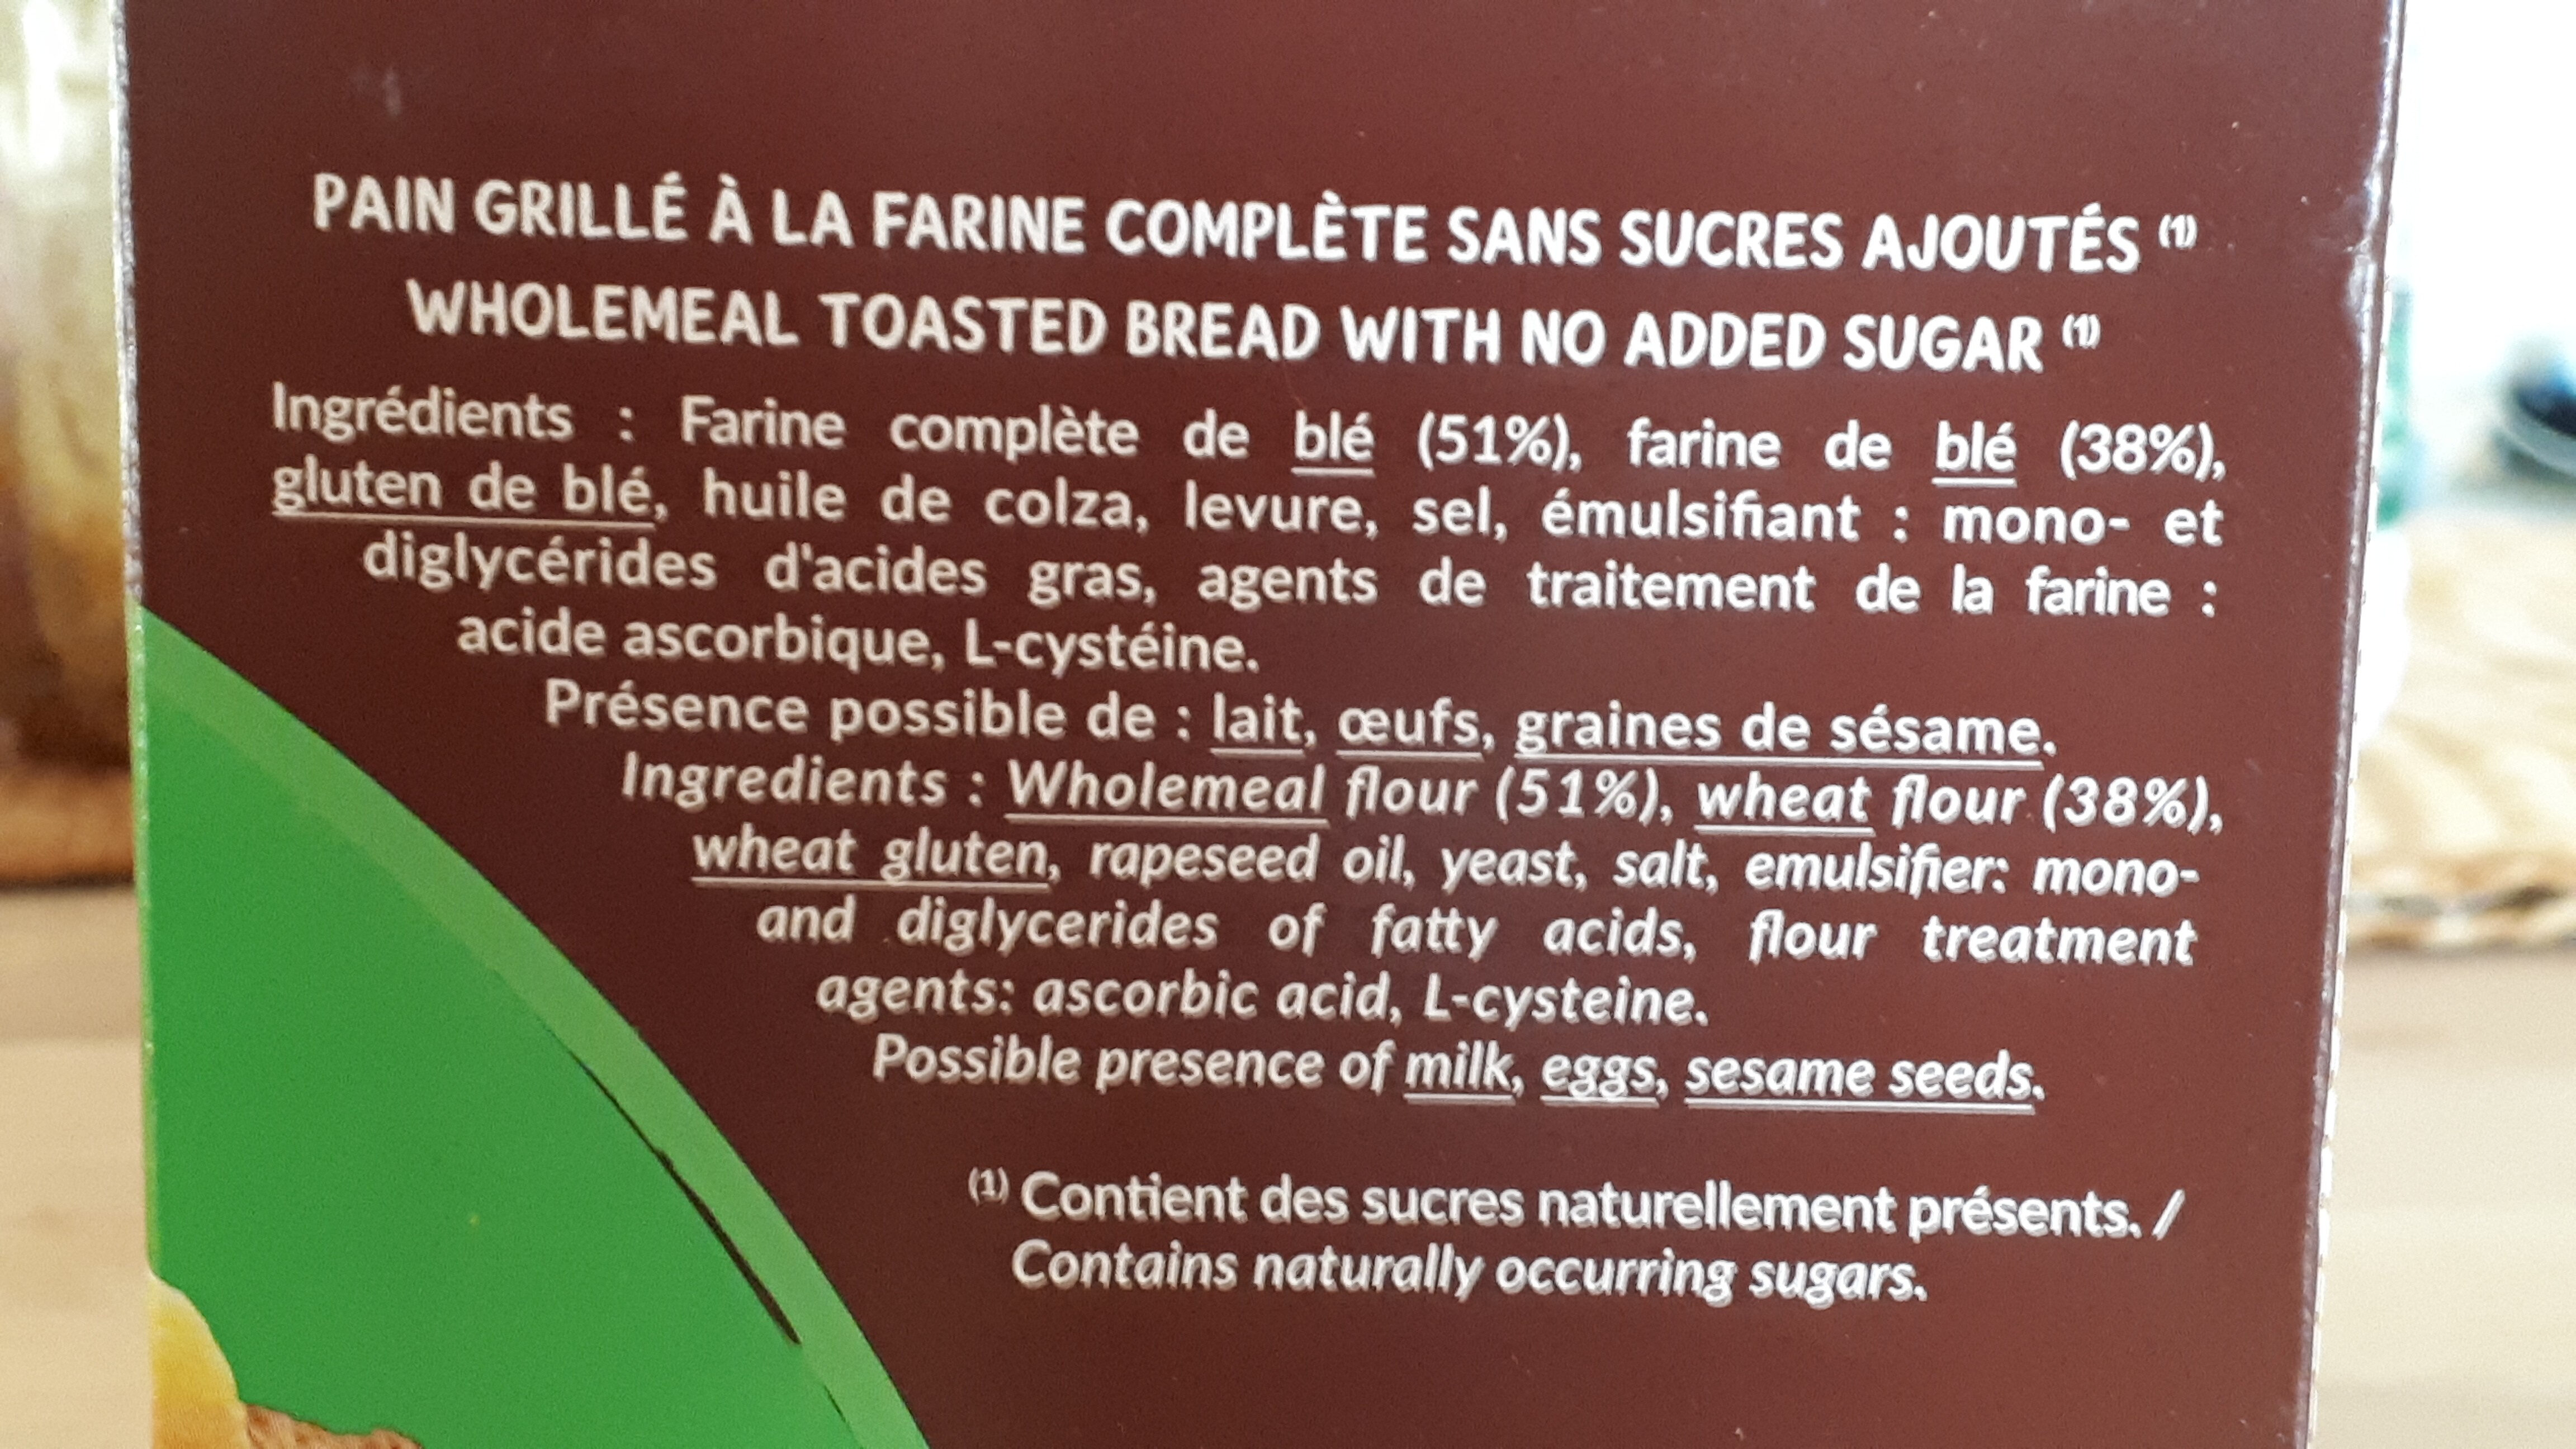 PAIN GRILLÉ À LA FARINE COMPLÈTE SANS SUCRES AJOUTÉS (1)
WHOLEMEAL TOASTED BREAD WITH NO ADDED SUGAR (1)
Ingrédients : Farine complète de blé (51%), farine de blé (38%),
gluten de blé, huile de colza, levure, sel, émulsifiant : mono- et
diglycérides d'acides gras, agents de traitement de la farine :
acide ascorbique, L-cystéine.
Présence possible de : lait, œufs, graines de sésame.
Ingredients : Wholemeal flour (51%), wheat flour (38%),
wheat gluten, rapeseed oil, yeast, salt, emulsifier: mono-
and diglycerides of fatty acids, flour treatment
agents: ascorbic acid, L-cysteine.
Possible presence of milk, eggs, sesame seeds.
(1) Contient des sucres naturellement présents. /
Contains naturally occurring sugars.